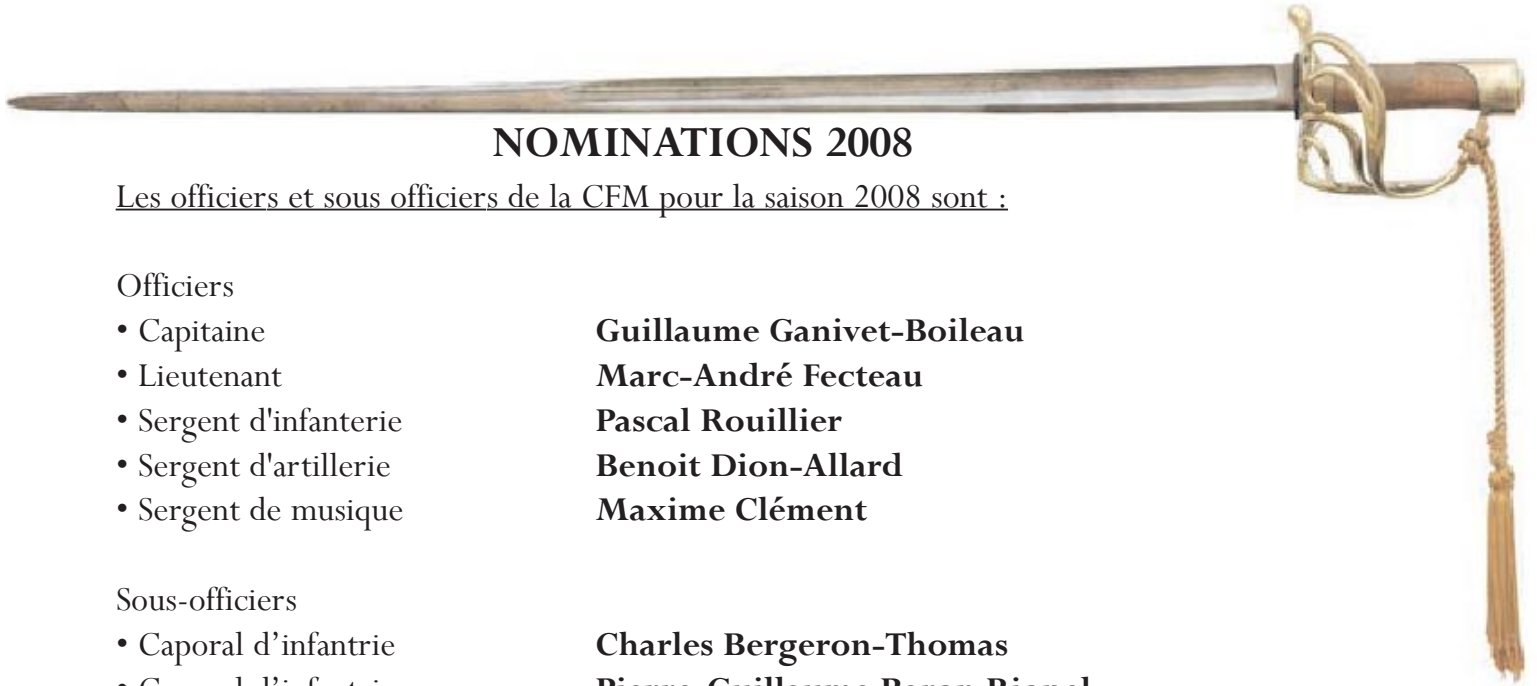 NOMINATIONS 2008
Les officiers et sous officiers de la CFM pour la saison 2008 sont :
Officiers
• Capitaine Guillaume Ganivet-Boileau
• Lieutenant Marc-André Fecteau
• Sergent d'infanterie Pascal Rouillier
• Sergent d'artillerie Benoit Dion-Allard
• Sergent de musique Maxime Clément
Sous-officiers
• Caporal d’infantrie Charles Bergeron-Thomas